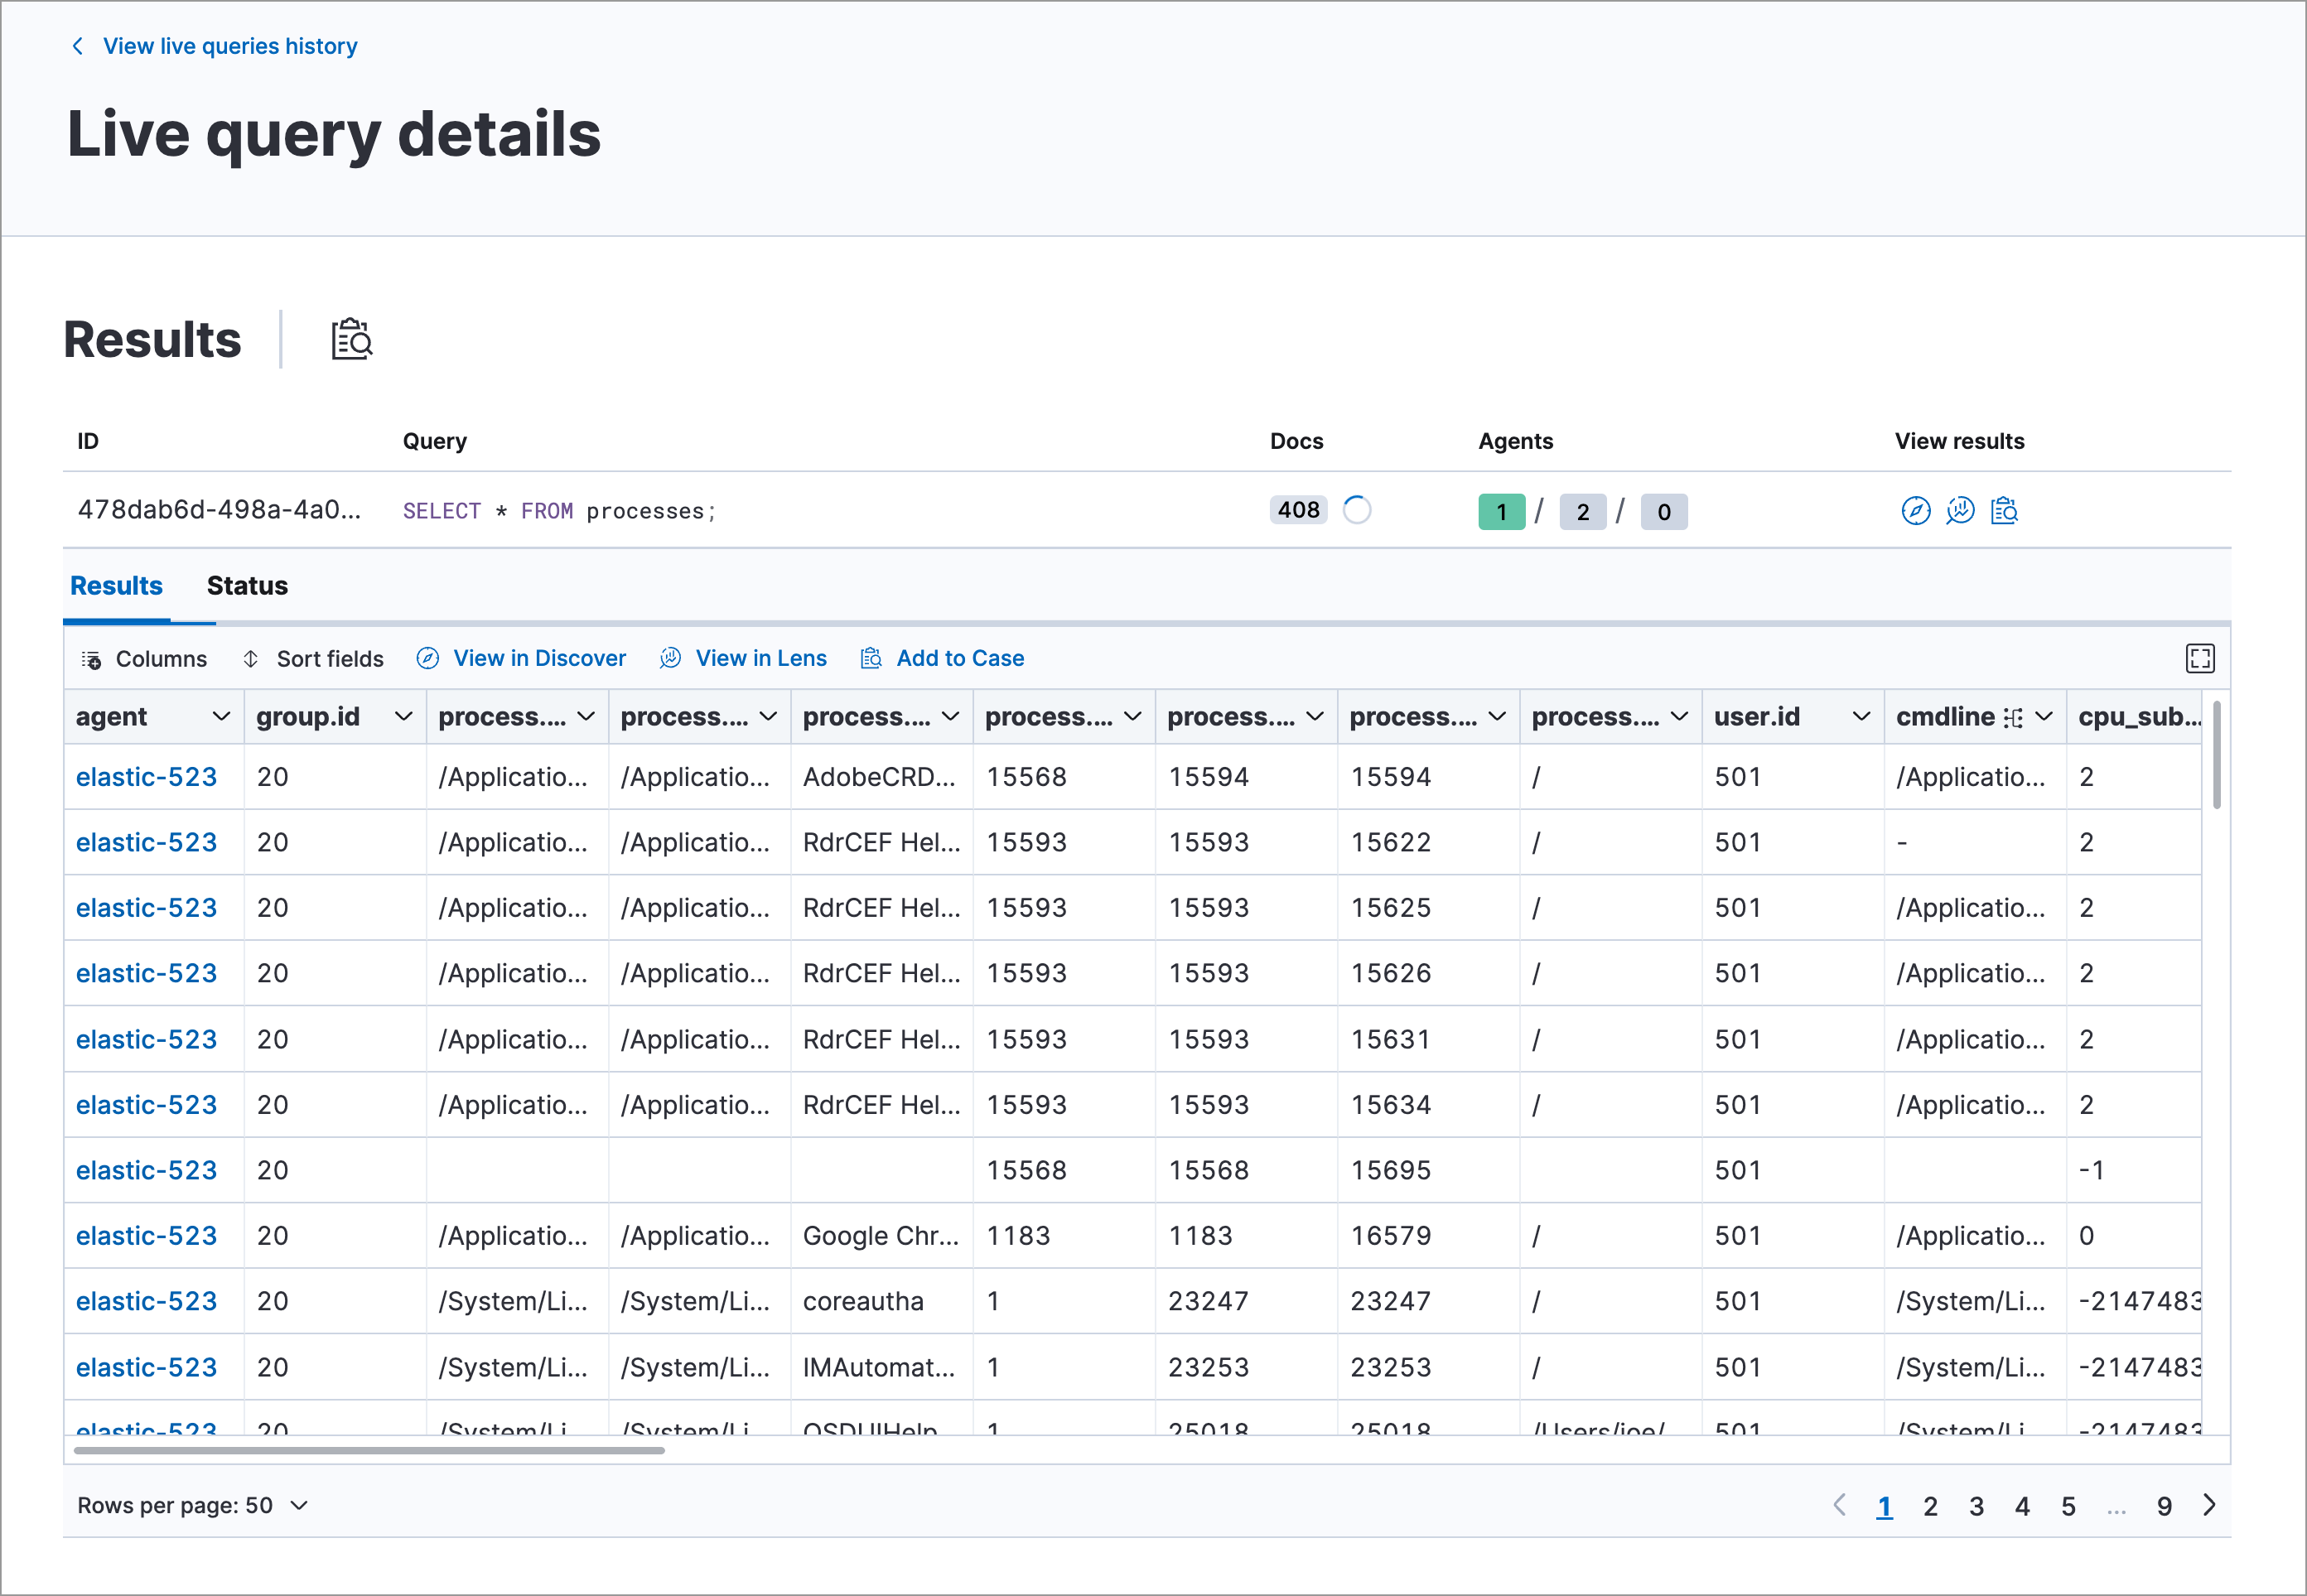 View live queries history
Live query details
Results
ID Query Docs Agents View results
478dab6d-498a-4a0... SELECT * FROM processes; 408 1 / 2 / 0
Results Status
Columns Sort fields View in Discover View in Lens Add to Case
agent group.id process.... process.... process.... process.... process.... process.... process.... user.id cmdline cpu_sub...
elastic-523 20 /Applicatio... /Applicatio... AdobeCRD... 15568 15594 15594 / 501 /Applicatio... 2
elastic-523 20 /Applicatio... /Applicatio... RdrCEF Hel... 15593 15593 15622 / 501 - 2
elastic-523 20 /Applicatio... /Applicatio... RdrCEF Hel... 15593 15593 15625 / 501 /Applicatio... 2
elastic-523 20 /Applicatio... /Applicatio... RdrCEF Hel... 15593 15593 15626 / 501 /Applicatio... 2
elastic-523 20 /Applicatio... /Applicatio... RdrCEF Hel... 15593 15593 15631 / 501 /Applicatio... 2
elastic-523 20 /Applicatio... /Applicatio... RdrCEF Hel... 15593 15593 15634 / 501 /Applicatio... 2
elastic-523 20 15568 15568 15695 501 -1
elastic-523 20 /Applicatio... /Applicatio... Google Chr... 1183 1183 16579 / 501 /Applicatio... 0
elastic-523 20 /System/Li... /System/Li... coreautha 1 23247 23247 / 501 /System/Li... -2147483
elastic-523 20 /System/Li... /System/Li... IMAutomat... 1 23253 23253 / 501 /System/Li... -2147483
elastic-523 20 /System/Li /System/Li OSDUIHelp 1 25018 25018 /Users/joe/ 501 /System/Li -2147483
Rows per page: 50 1 2 3 4 5 ... 9